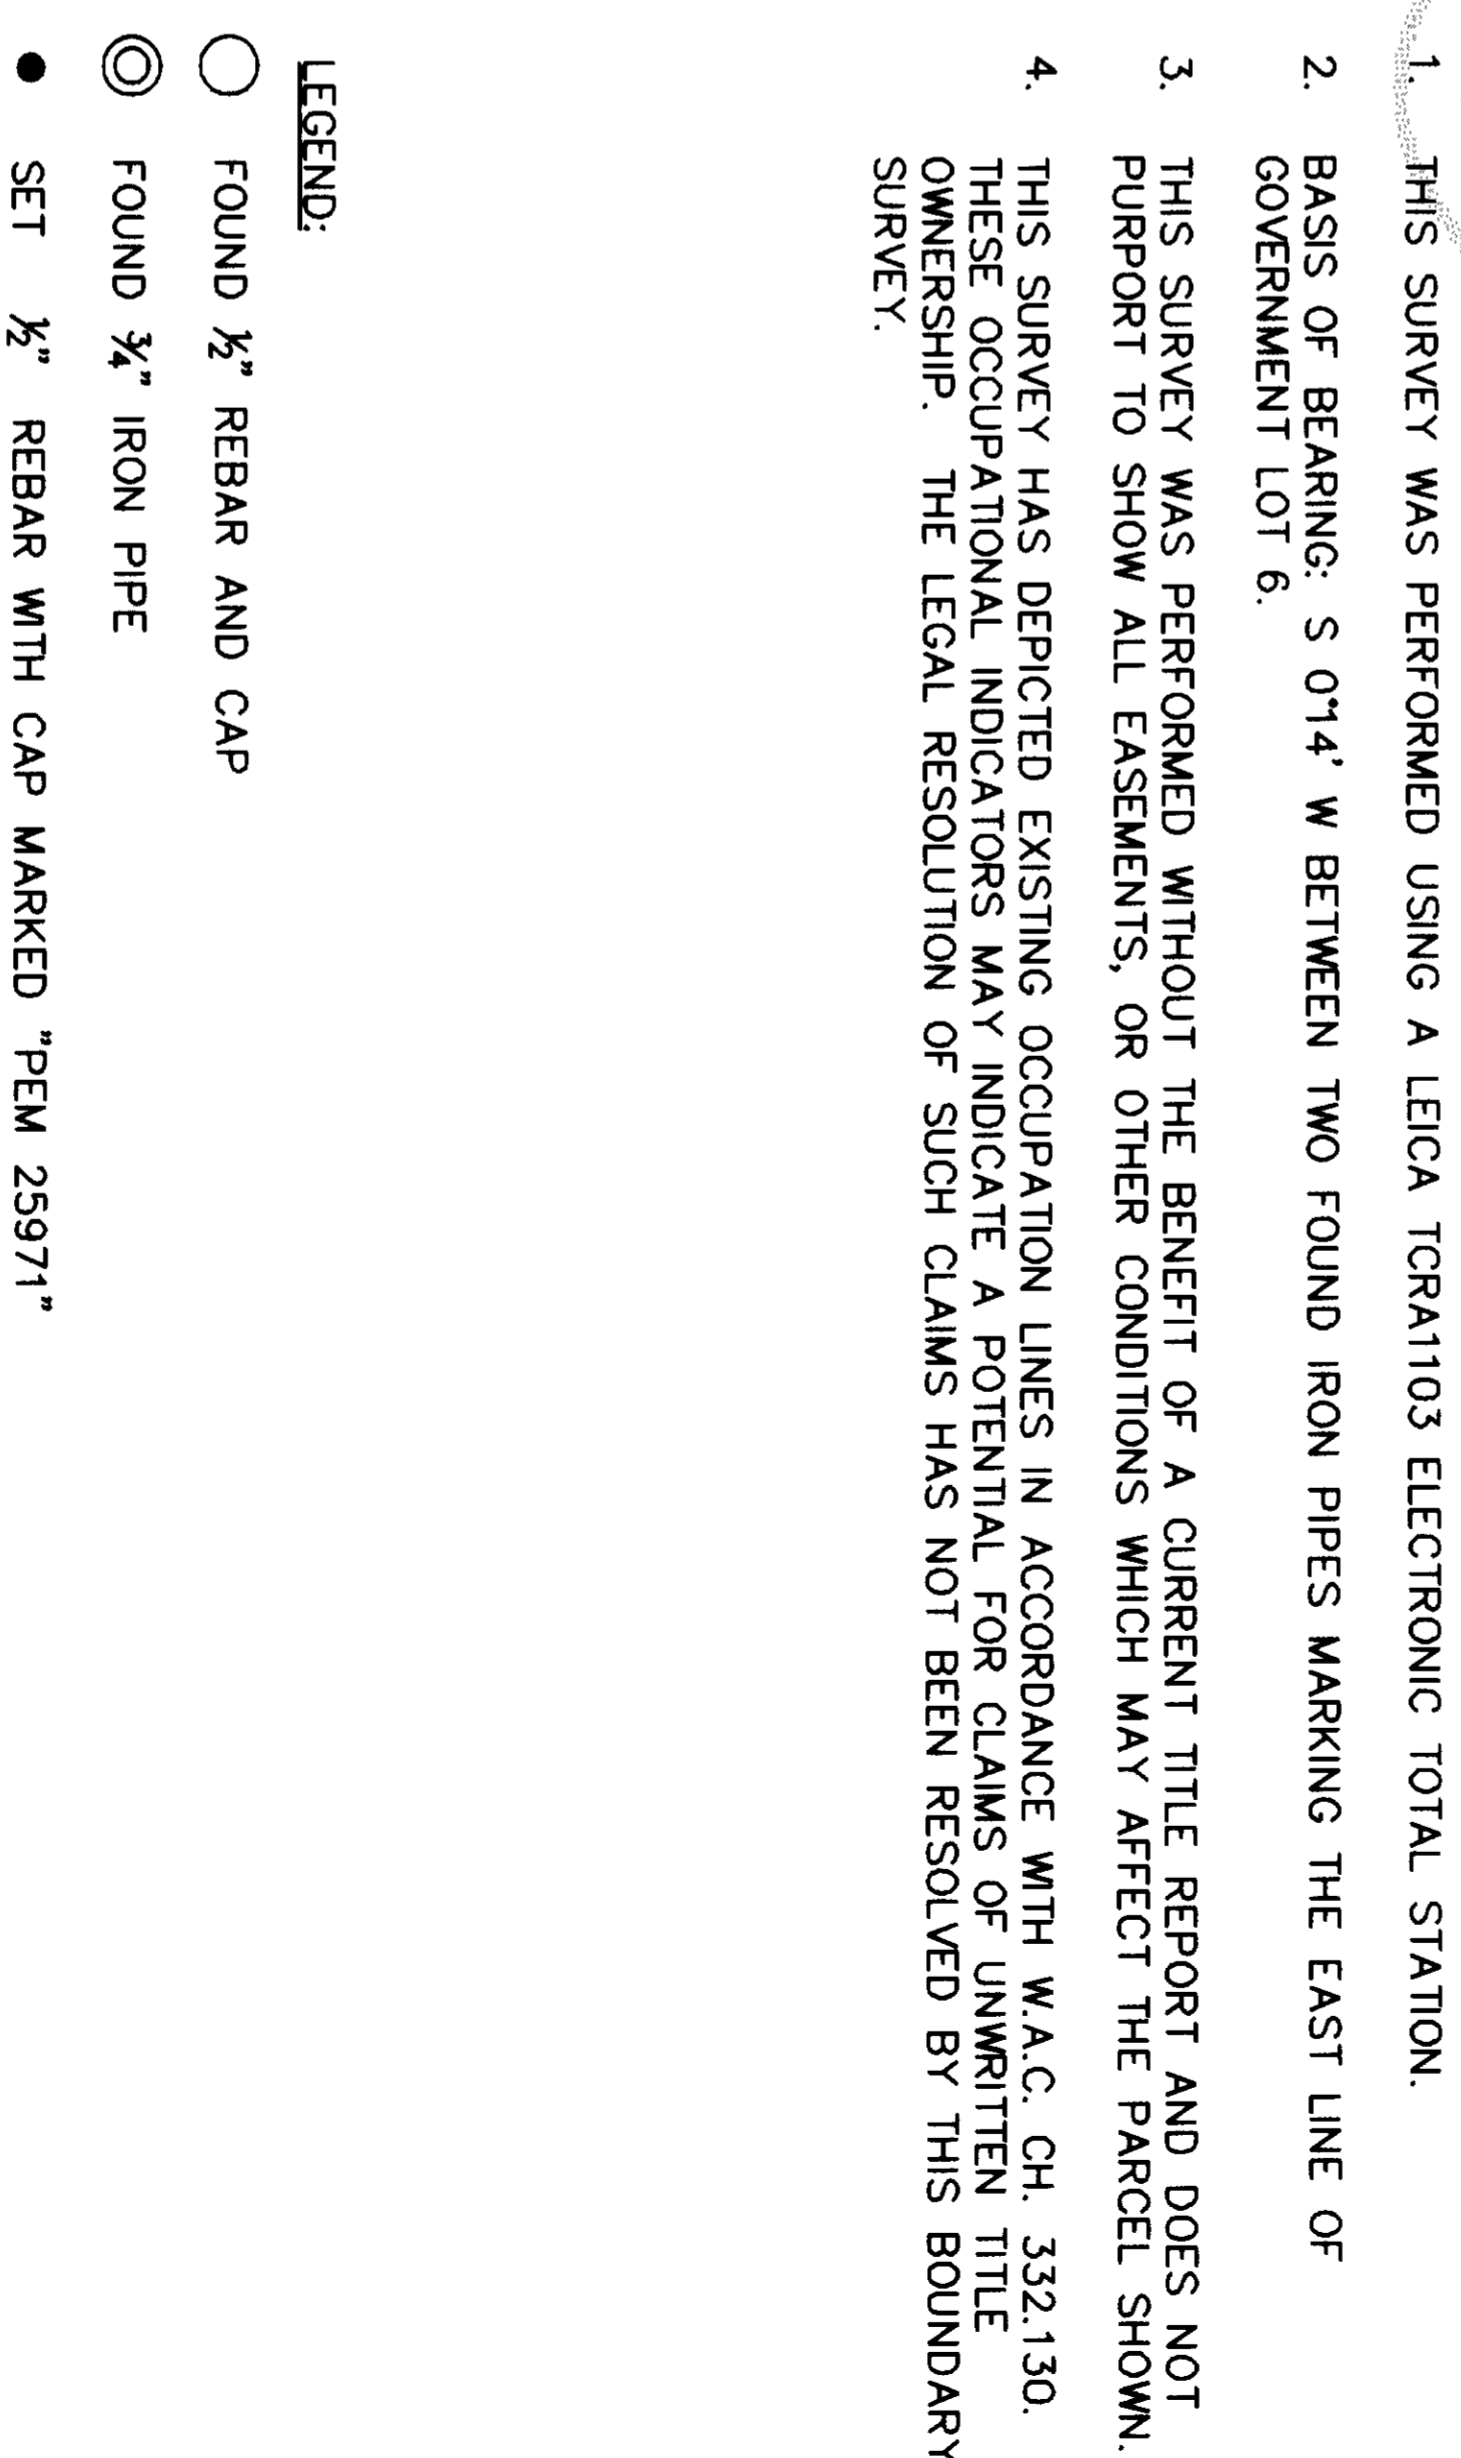 1. THIS SURVEY WAS PERFORMED USING A LEICA TCRA1103 ELECTRONIC TOTAL STATION.
2. BASIS OF BEARING: S 0°14' W BETWEEN TWO FOUND IRON PIPES MARKING THE EAST LINE OF
GOVERNMENT LOT 6.
3. THIS SURVEY WAS PERFORMED WITHOUT THE BENEFIT OF A CURRENT TITLE REPORT AND DOES NOT
PURPORT TO SHOW ALL EASEMENTS, OR OTHER CONDITIONS WHICH MAY AFFECT THE PARCEL SHOWN.
4. THIS SURVEY HAS DEPICTED EXISTING OCCUPATION LINES IN ACCORDANCE WITH W.A.C. CH. 332.130.
THESE OCCUPATIONAL INDICATORS MAY INDICATE A POTENTIAL FOR CLAIMS OF UNWRITTEN TITLE
OWNERSHIP. THE LEGAL RESOLUTION OF SUCH CLAIMS HAS NOT BEEN RESOLVED BY THIS BOUNDARY
SURVEY.
LEGEND:
FOUND ½" REBAR AND CAP
FOUND ¾" IRON PIPE
SET ½" REBAR WITH CAP MARKED "PEM 25971"